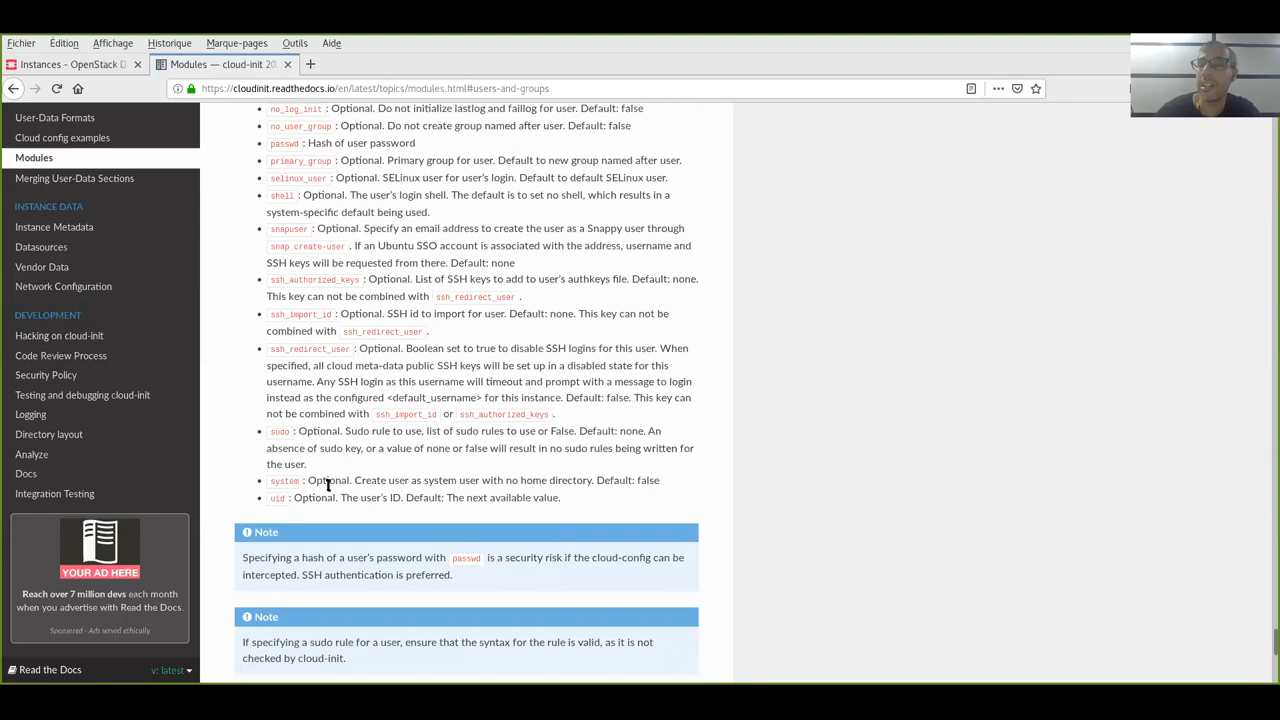 Fichier Édition Affichage Historique Marque-pages Outils Aide
Instances - OpenStack D
Modules — cloud-init 20.
https://cloudinit.readthedocs.io/en/latest/topics/modules.html#users-and-groups
User-Data Formats
Cloud config examples
Modules
Merging User-Data Sections
INSTANCE DATA
Instance Metadata
Datasources
Vendor Data
Network Configuration
DEVELOPMENT
Hacking on cloud-init
Code Review Process
Security Policy
Testing and debugging cloud-init
Logging
Directory layout
Analyze
Docs
Integration Testing
YOUR AD HERE
Reach over 7 million devs each month
when you advertise with Read the Docs.
Sponsored · Ads served ethically
Read the Docs
v: latest
no_log_init : Optional. Do not initialize lastlog and faillog for user. Default: false
no_user_group : Optional. Do not create group named after user. Default: false
passwd : Hash of user password
primary_group : Optional. Primary group for user. Default to new group named after user.
selinux_user : Optional. SELinux user for user's login. Default to default SELinux user.
shell : Optional. The user's login shell. The default is to set no shell, which results in a
system-specific default being used.
snapuser : Optional. Specify an email address to create the user as a Snappy user through
snap create-user . If an Ubuntu SSO account is associated with the address, username and
SSH keys will be requested from there. Default: none
ssh_authorized_keys : Optional. List of SSH keys to add to user's authkeys file. Default: none.
This key can not be combined with ssh_redirect_user .
ssh_import_id : Optional. SSH id to import for user. Default: none. This key can not be
combined with ssh_redirect_user .
ssh_redirect_user : Optional. Boolean set to true to disable SSH logins for this user. When
specified, all cloud meta-data public SSH keys will be set up in a disabled state for this
username. Any SSH login as this username will timeout and prompt with a message to login
instead as the configured <default_username> for this instance. Default: false. This key can
not be combined with ssh_import_id or ssh_authorized_keys .
sudo : Optional. Sudo rule to use, list of sudo rules to use or False. Default: none. An
absence of sudo key, or a value of none or false will result in no sudo rules being written for
the user.
system : Optional. Create user as system user with no home directory. Default: false
uid : Optional. The user's ID. Default: The next available value.
Note
Specifying a hash of a user's password with passwd is a security risk if the cloud-config can be
intercepted. SSH authentication is preferred.
Note
If specifying a sudo rule for a user, ensure that the syntax for the rule is valid, as it is not
checked by cloud-init.